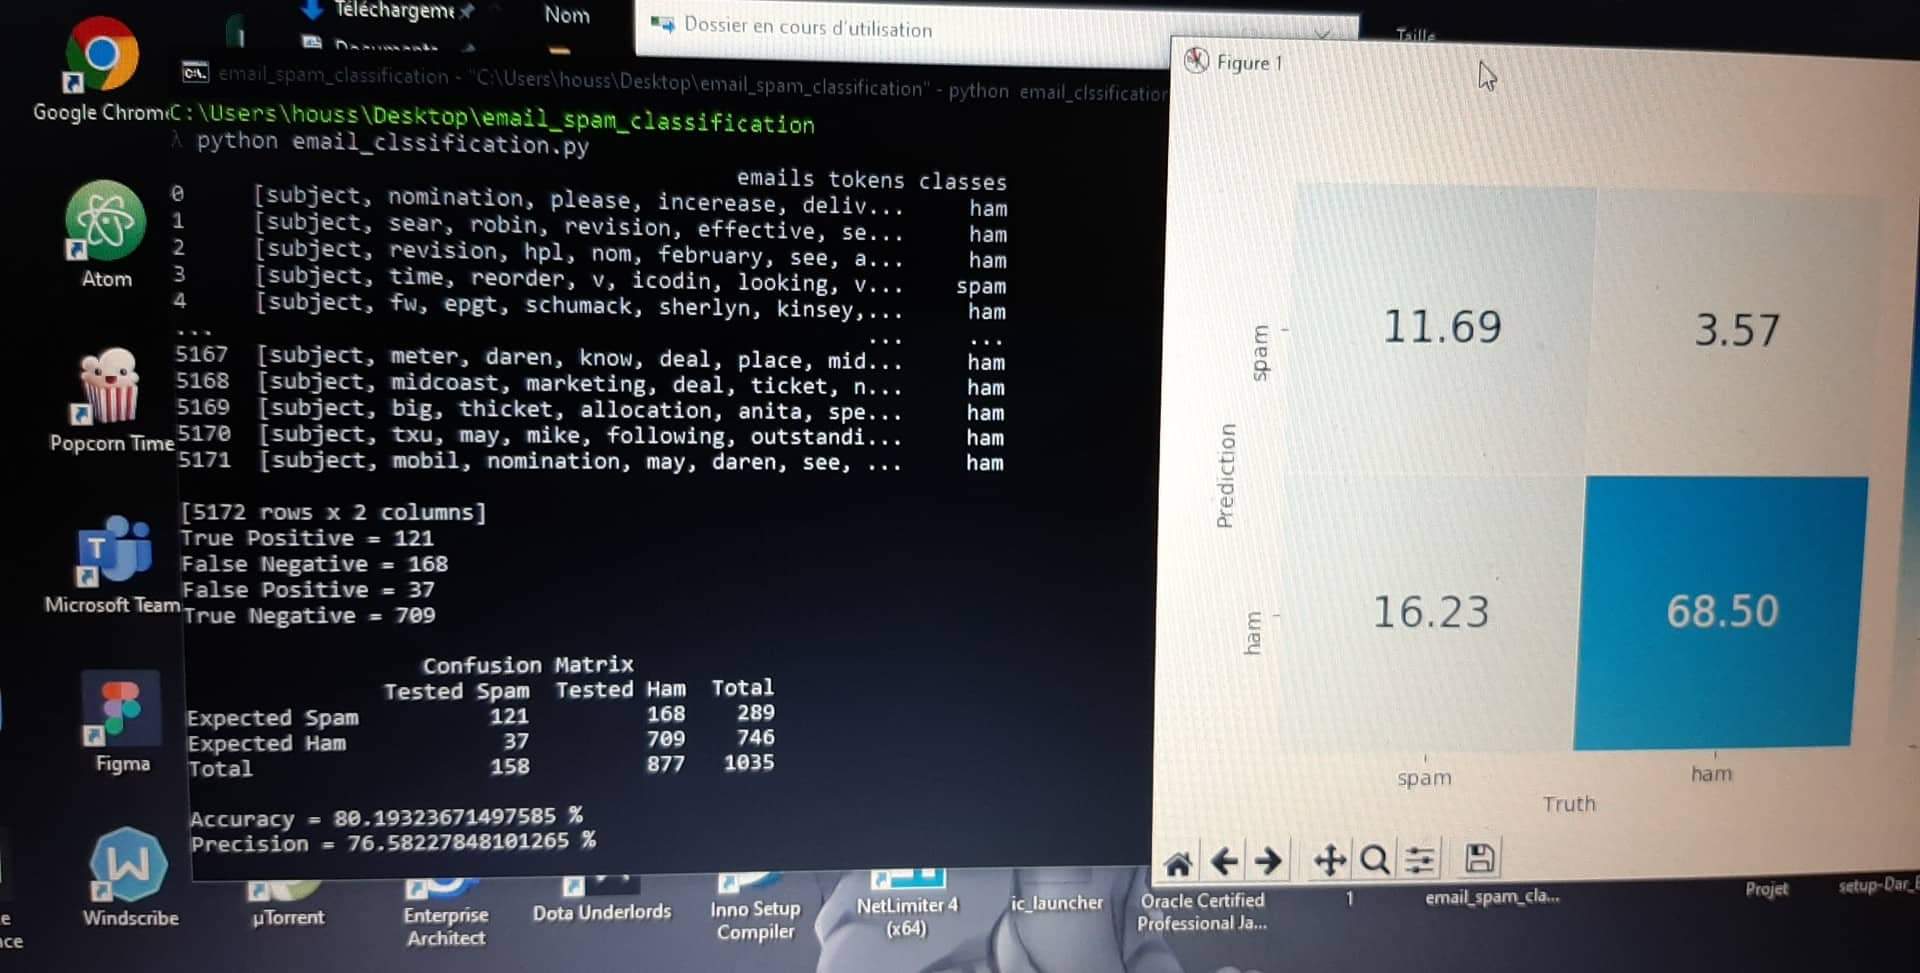 Téléchargeme
Nom
Dossier en cours d'utilisation
Taille
Documents
email_spam_classification - "C:\Users\houss\Desktop\email_spam_classification" - python email_clssification
Figure 1
Google Chrome
C:\Users\houss\Desktop\email_spam_classification
λ python email_clssification.py
emails tokens classes
0 [subject, nomination, please, incerease, deliv... ham
1 [subject, sear, robin, revision, effective, se... ham
2 [subject, revision, hpl, nom, february, see, a... ham
3 [subject, time, reorder, v, icodin, looking, v... spam
4 [subject, fw, epgt, schumack, sherlyn, kinsey,... ham
... ... ...
5167 [subject, meter, daren, know, deal, place, mid... ham
5168 [subject, midcoast, marketing, deal, ticket, n... ham
5169 [subject, big, thicket, allocation, anita, spe... ham
5170 [subject, txu, may, mike, following, outstandi... ham
5171 [subject, mobil, nomination, may, daren, see, ... ham
[5172 rows x 2 columns]
True Positive = 121
False Negative = 168
False Positive = 37
True Negative = 709
Confusion Matrix
Tested Spam Tested Ham Total
Expected Spam 121 168 289
Expected Ham 37 709 746
Total 158 877 1035
Accuracy = 80.19323671497585 %
Precision = 76.58227848101265 %
Atom
Popcorn Time
Microsoft Team
T
Figma
W
Windscribe
11.69 3.57
16.23 68.50
spam
Prediction
ham
spam ham
Truth
µTorrent
Enterprise
Architect
Dota Underlords
Inno Setup
Compiler
NetLimiter 4
(x64)
ic_launcher
Oracle Certified
Professional Ja...
1
email_spam_cla...
Projet
setup-Dar_E